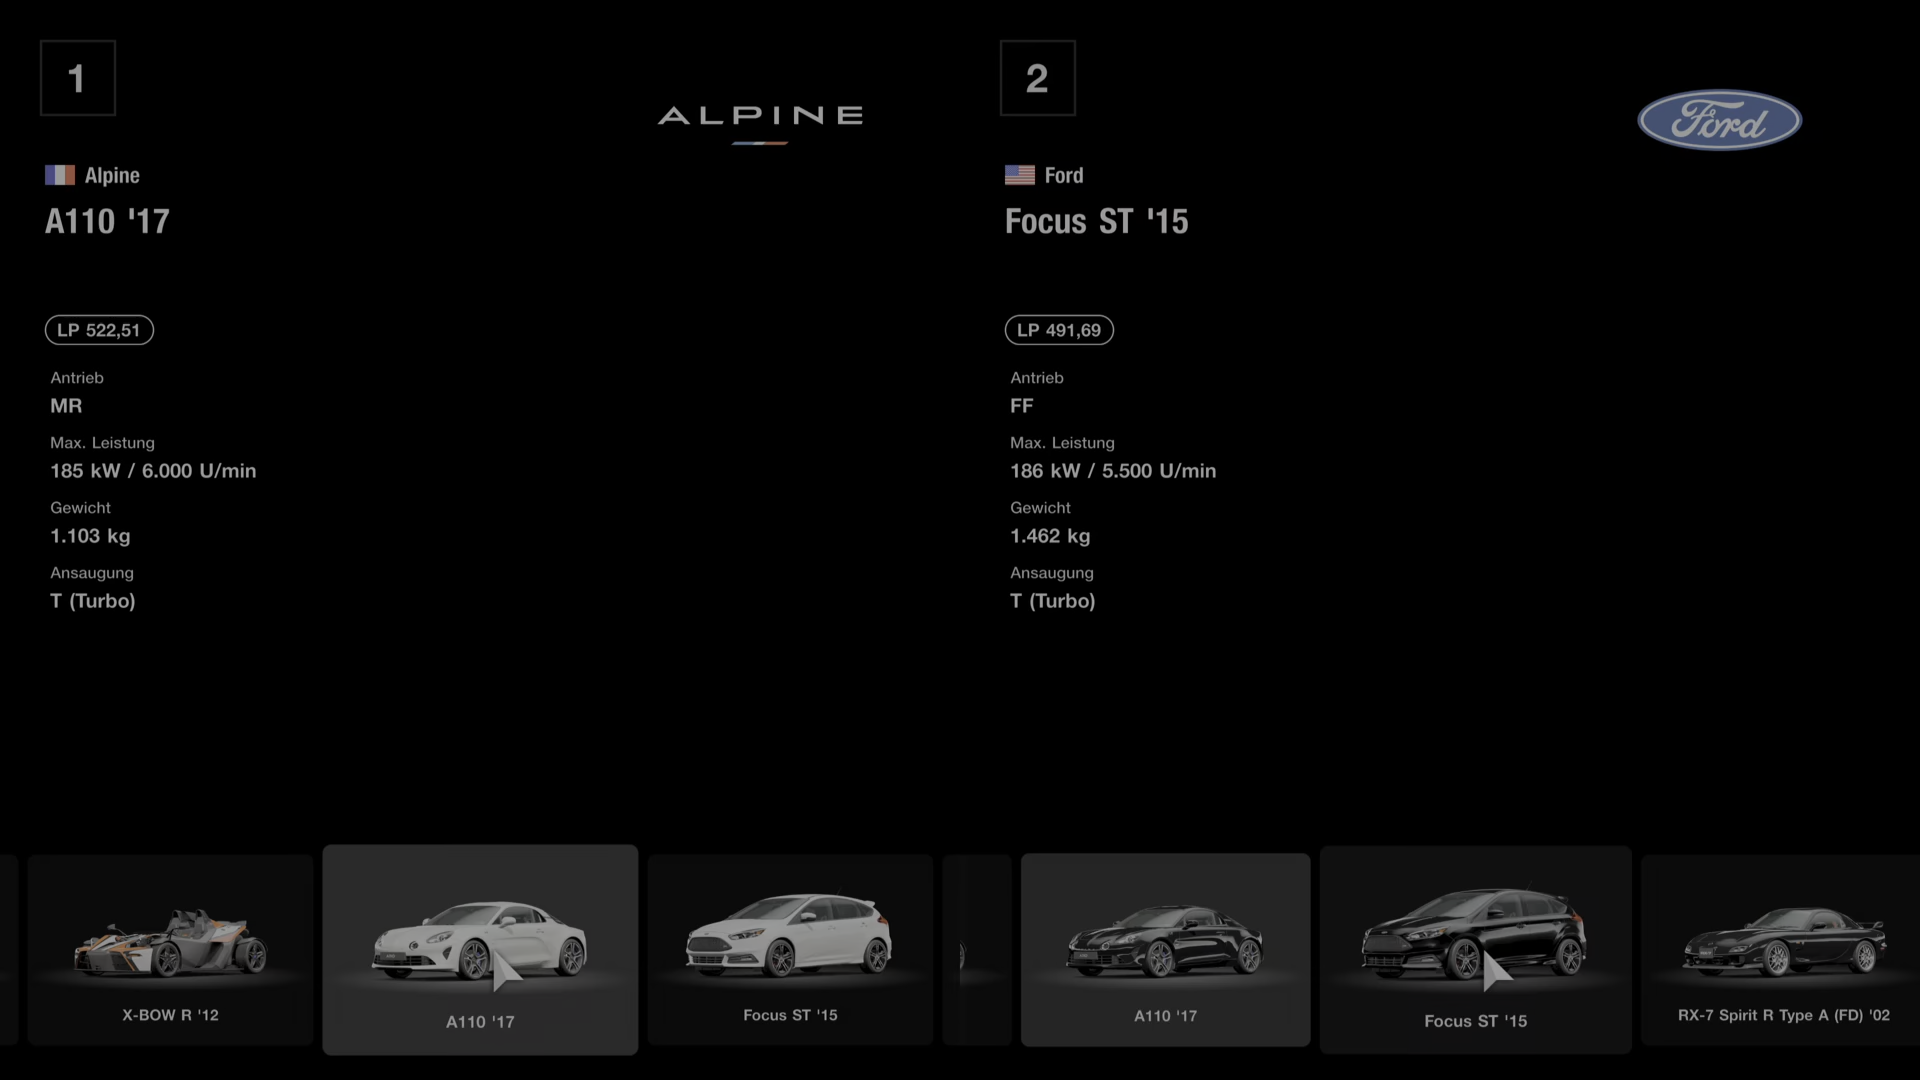 1
ALPINE
Alpine
A110 '17
LP 522,51
Antrieb
MR
Max. Leistung
185 kW / 6.000 U/min
Gewicht
1.103 kg
Ansaugung
T (Turbo)
2
Ford
Ford
Focus ST '15
LP 491,69
Antrieb
FF
Max. Leistung
186 kW / 5.500 U/min
Gewicht
1.462 kg
Ansaugung
T (Turbo)
X-BOW R '12
A110 '17
Focus ST '15
A110 '17
Focus ST '15
RX-7 Spirit R Type A (FD) '02